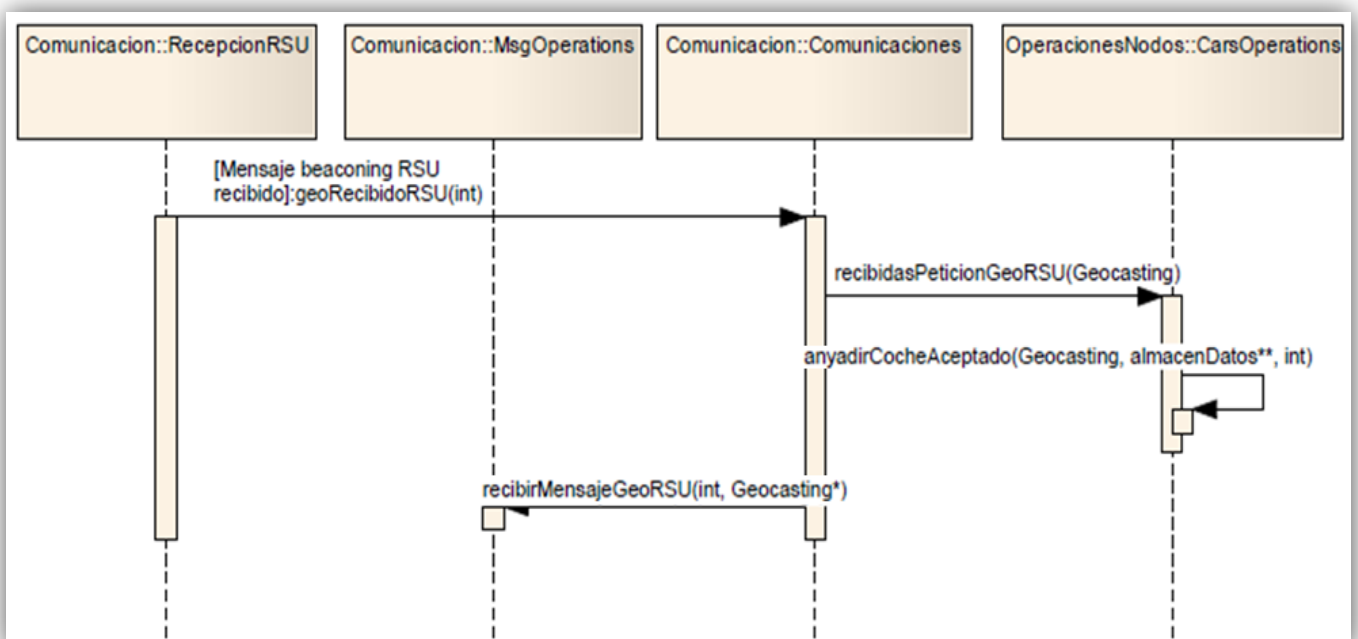 Comunicacion::RecepcionRSU
Comunicacion::MsgOperations
Comunicacion::Comunicaciones
OperacionesNodos::CarsOperations
[Mensaje beaconing RSU
recibido]:geoRecibidoRSU(int)
recibidasPeticionGeoRSU(Geocasting)
anyadirCocheAceptado(Geocasting, almacenDatos**, int)
recibirMensajeGeoRSU(int, Geocasting*)